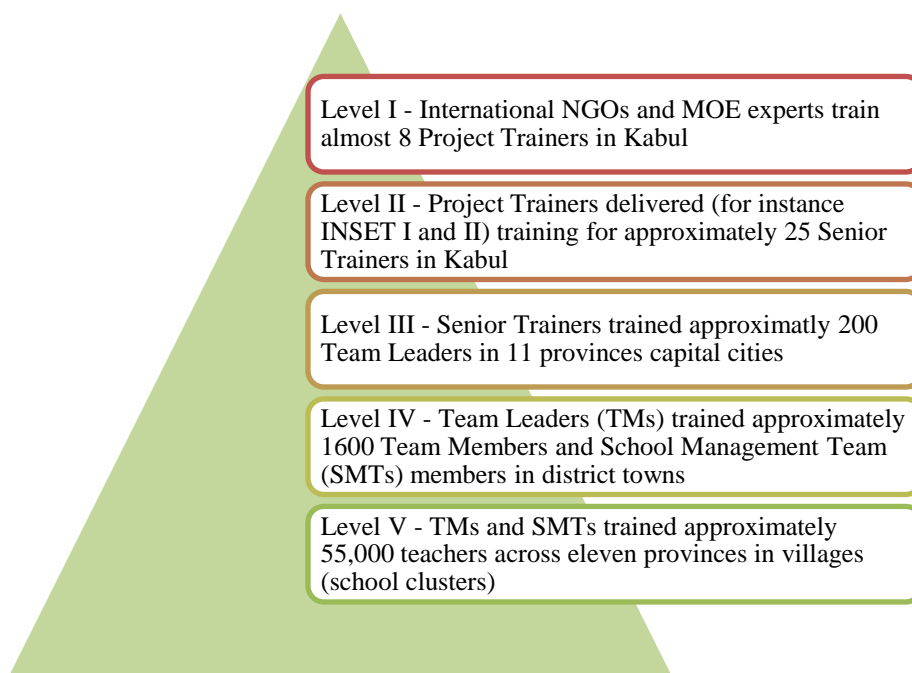 Level I - International NGOs and MOE experts train
almost 8 Project Trainers in Kabul
Level II - Project Trainers delivered (for instance
INSET I and II) training for approximately 25 Senior
Trainers in Kabul
Level III - Senior Trainers trained approximatly 200
Team Leaders in 11 provinces capital cities
Level IV - Team Leaders (TMs) trained approximately
1600 Team Members and School Management Team
(SMTs) members in district towns
Level V - TMs and SMTs trained approximately
55,000 teachers across eleven provinces in villages
(school clusters)